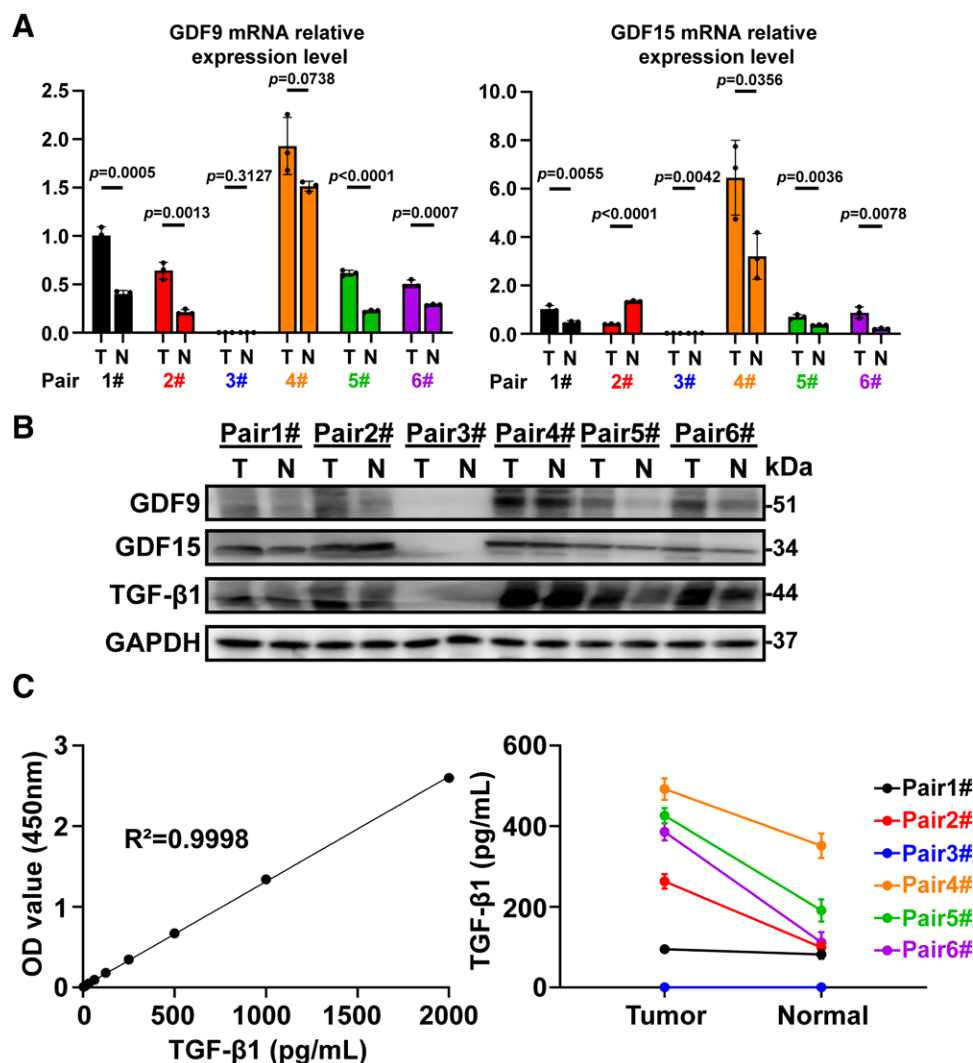 A
GDF9 mRNA relative
expression level
p=0.0738
2.5
2.0
1.5
1.0
0.5
0.0
p=0.0005
p=0.0013
p=0.3127
p<0.0001
p=0.0007
T N T N T N T N T N T N
Pair 1# 2# 3# 4# 5# 6#
GDF15 mRNA relative
expression level
p=0.0356
10.0
8.0
6.0
4.0
2.0
0.0
p=0.0055
p<0.0001
p=0.0042
p=0.0036
p=0.0078
T N T N T N T N T N T N
Pair 1# 2# 3# 4# 5# 6#
B
Pair1# Pair2# Pair3# Pair4# Pair5# Pair6#
T N T N T N T N T N T N kDa
GDF9 -51
GDF15 -34
TGF-β1 -44
GAPDH -37
C
OD value (450nm)
3
2
1
0
R²=0.9998
0 500 1000 1500 2000
TGF-β1 (pg/mL)
TGF-β1 (pg/mL)
600
400
200
0
Tumor Normal
Pair1#
Pair2#
Pair3#
Pair4#
Pair5#
Pair6#